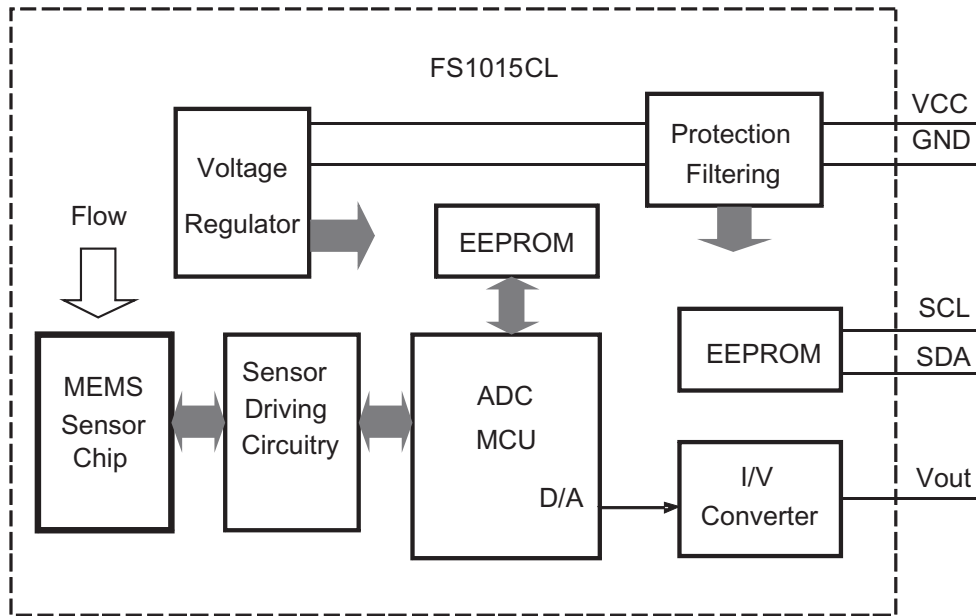 FS1015CL
VCC
GND
Protection
Filtering
Voltage
Regulator
Flow
EEPROM
SCL
SDA
EEPROM
MEMS
Sensor
Chip
Sensor
Driving
Circuitry
ADC
MCU
D/A
I/V
Converter
Vout